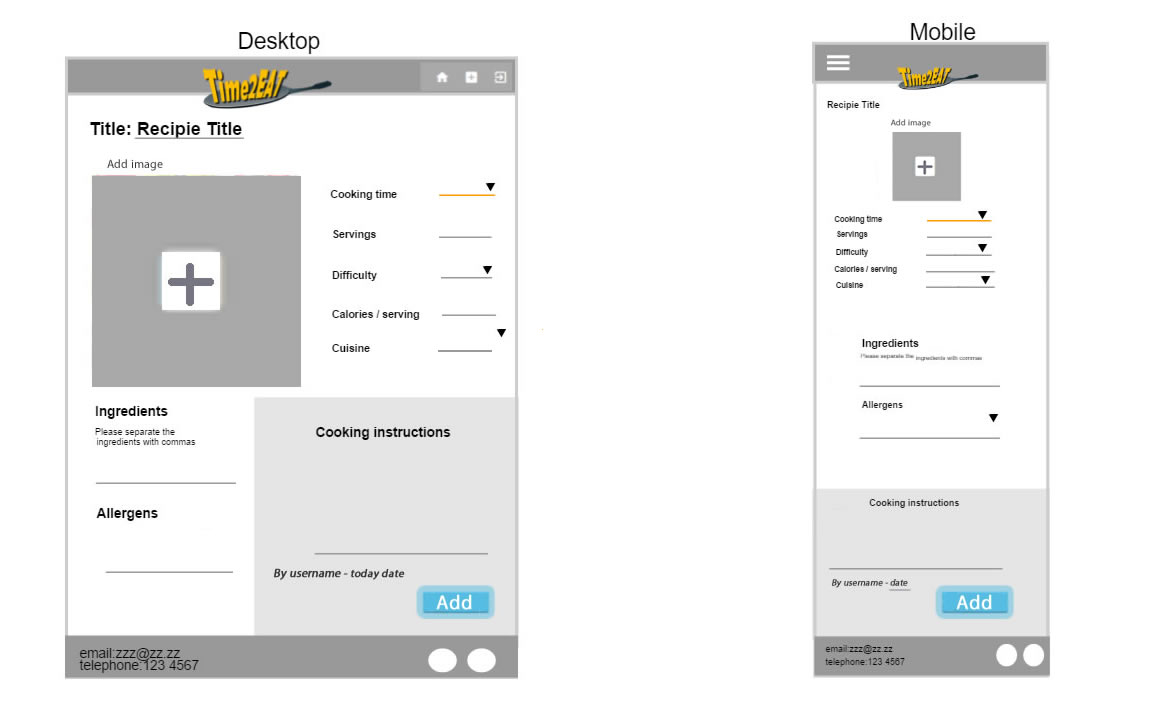 Desktop
Time2EAT
Title: Recipie Title
Add image
Cooking time
Servings
Difficulty
Calories / serving
Cuisine
Ingredients
Please separate the
ingredients with commas
Allergens
Cooking instructions
By username - today date
Add
email:zzz@zz.zz
telephone:123 4567
Mobile
Time2EAT
Recipie Title
Add image
Cooking time
Servings
Difficulty
Calories / serving
Cuisine
Ingredients
Please separate the ingredients with commas
Allergens
Cooking instructions
By username - date
Add
email:zzz@zz.zz
telephone:123 4567